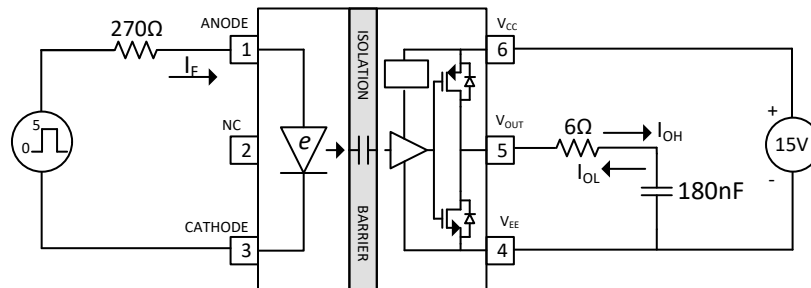 270Ω
ANODE
1
I_F
ISOLATION
V_CC
6
5
0
NC
2
e
V_OUT
5
6Ω
I_OH
I_OL
180nF
+
15V
-
CATHODE
3
BARRIER
V_EE
4